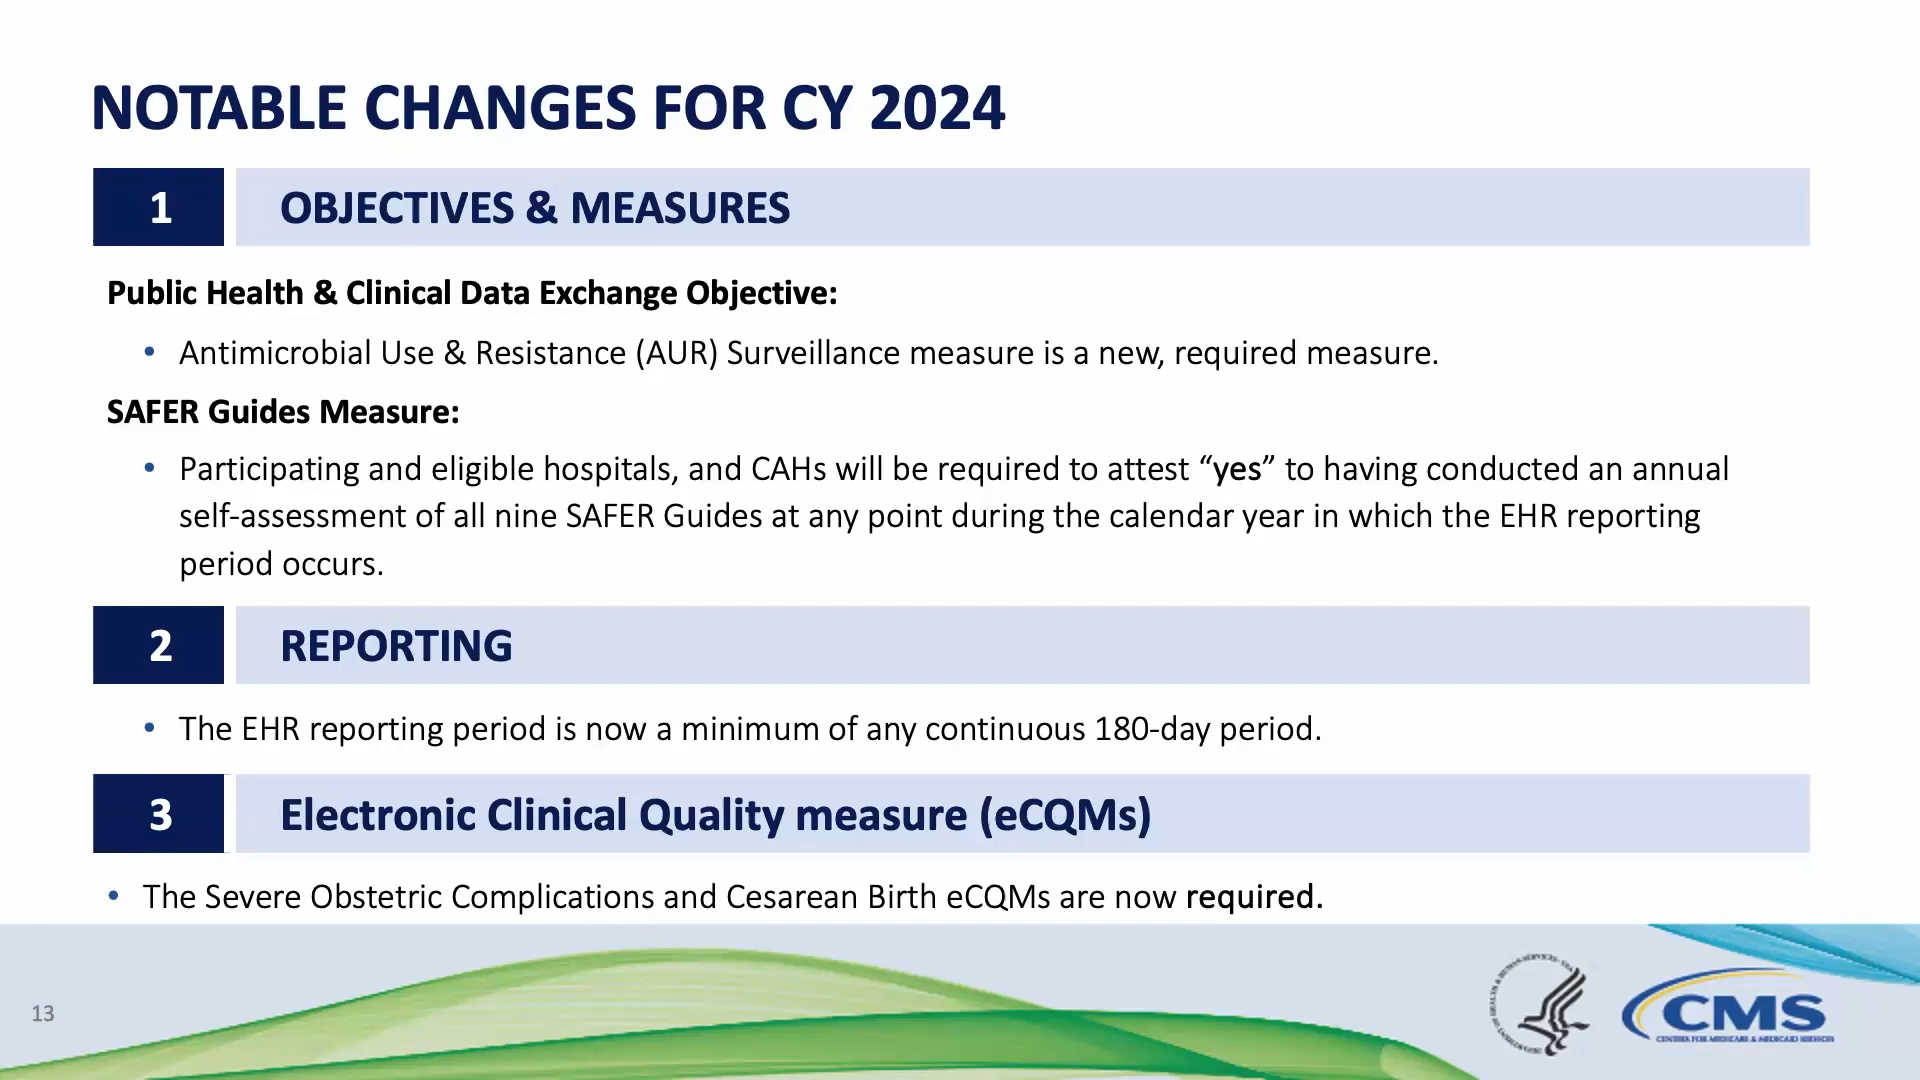 NOTABLE CHANGES FOR CY 2024
1 OBJECTIVES & MEASURES
Public Health & Clinical Data Exchange Objective:
• Antimicrobial Use & Resistance (AUR) Surveillance measure is a new, required measure.
SAFER Guides Measure:
• Participating and eligible hospitals, and CAHs will be required to attest “yes” to having conducted an annual
self-assessment of all nine SAFER Guides at any point during the calendar year in which the EHR reporting
period occurs.
2 REPORTING
• The EHR reporting period is now a minimum of any continuous 180-day period.
3 Electronic Clinical Quality measure (eCQMs)
• The Severe Obstetric Complications and Cesarean Birth eCQMs are now required.
13
CMS
CENTERS FOR MEDICARE & MEDICAID SERVICES